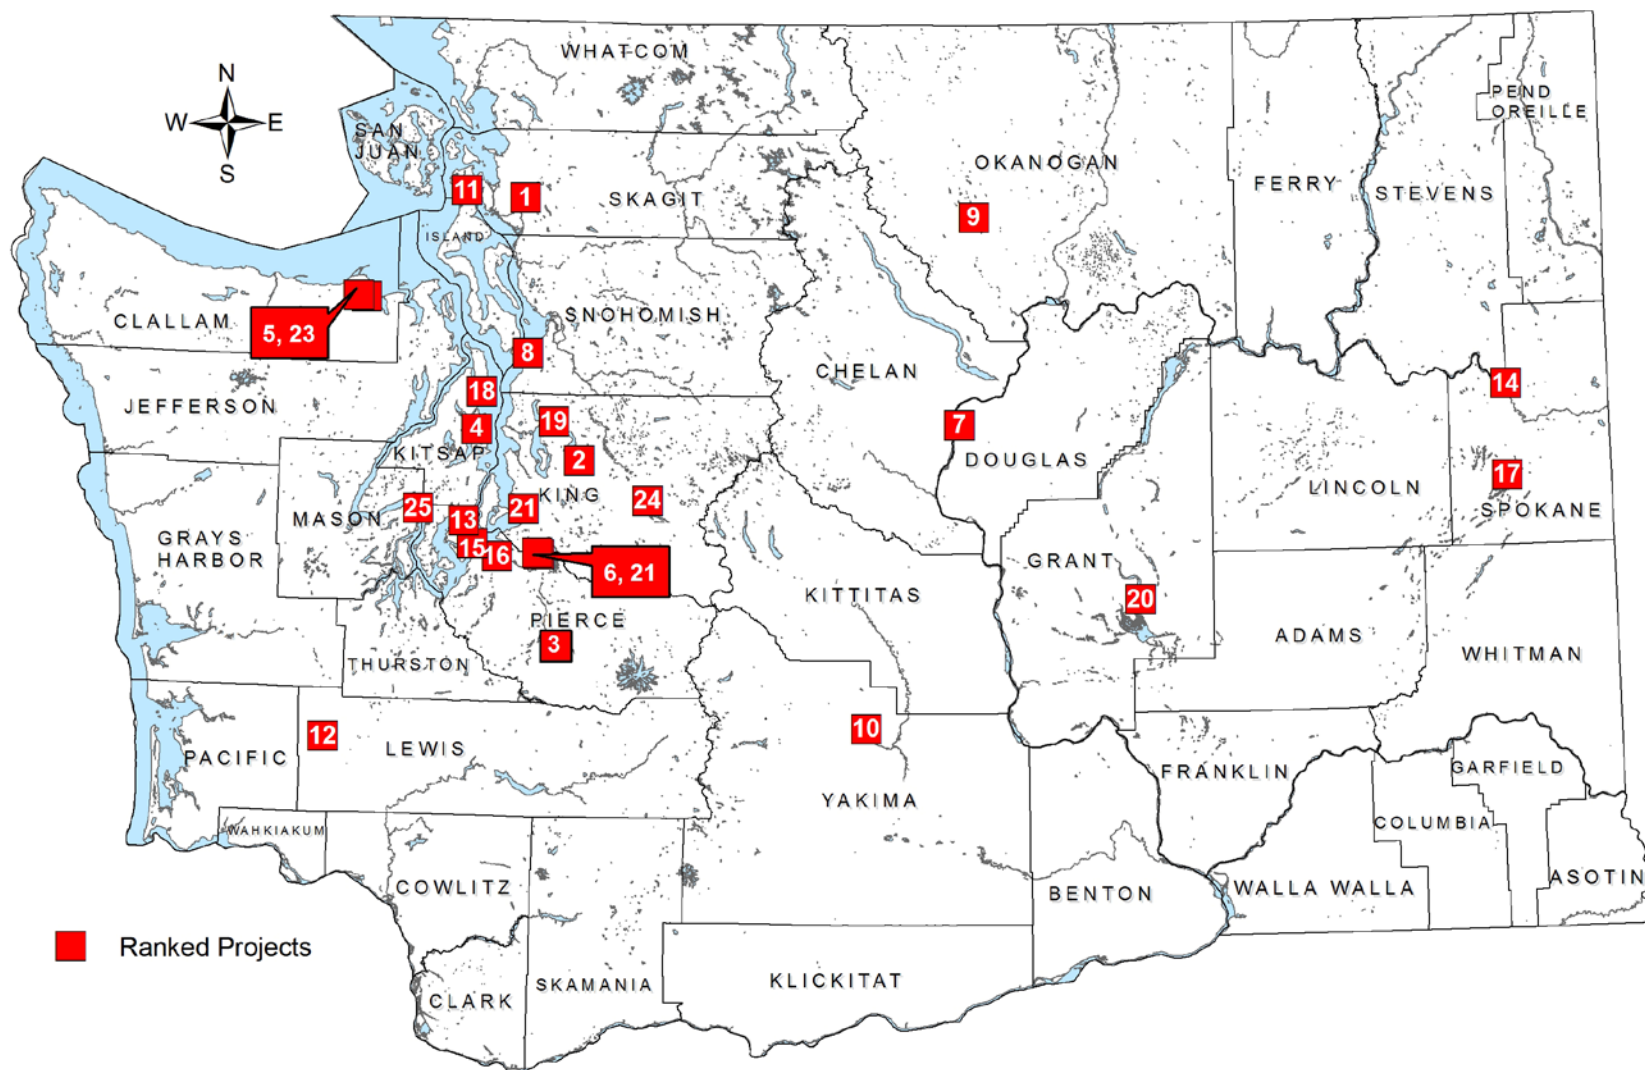 WHATCOM
N
W E
S
SAN
JUAN
PEND
OREILLE
OKANOGAN
FERRY
STEVENS
SKAGIT
11
1
9
ISLAND
CLALLAM
5, 23
SNOHOMISH
8
CHELAN
14
JEFFERSON
18
19
4
7
KITSAP
2
DOUGLAS
17
LINCOLN
SPOKANE
KING
24
25
21
13
MASON
GRAYS
HARBOR
15
16
6, 21
GRANT
20
KITTITAS
PIERCE
3
ADAMS
WHITMAN
THURSTON
12
LEWIS
10
PACIFIC
YAKIMA
FRANKLIN
GARFIELD
WAHKIAKUM
COLUMBIA
COWLITZ
BENTON
WALLA WALLA
ASOTIN
Ranked Projects
SKAMANIA
KLICKITAT
CLARK